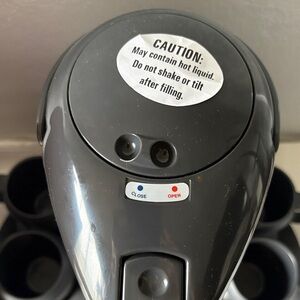 CAUTION:
May contain hot liquid.
Do not shake or tilt
after filling.
CLOSE OPEN